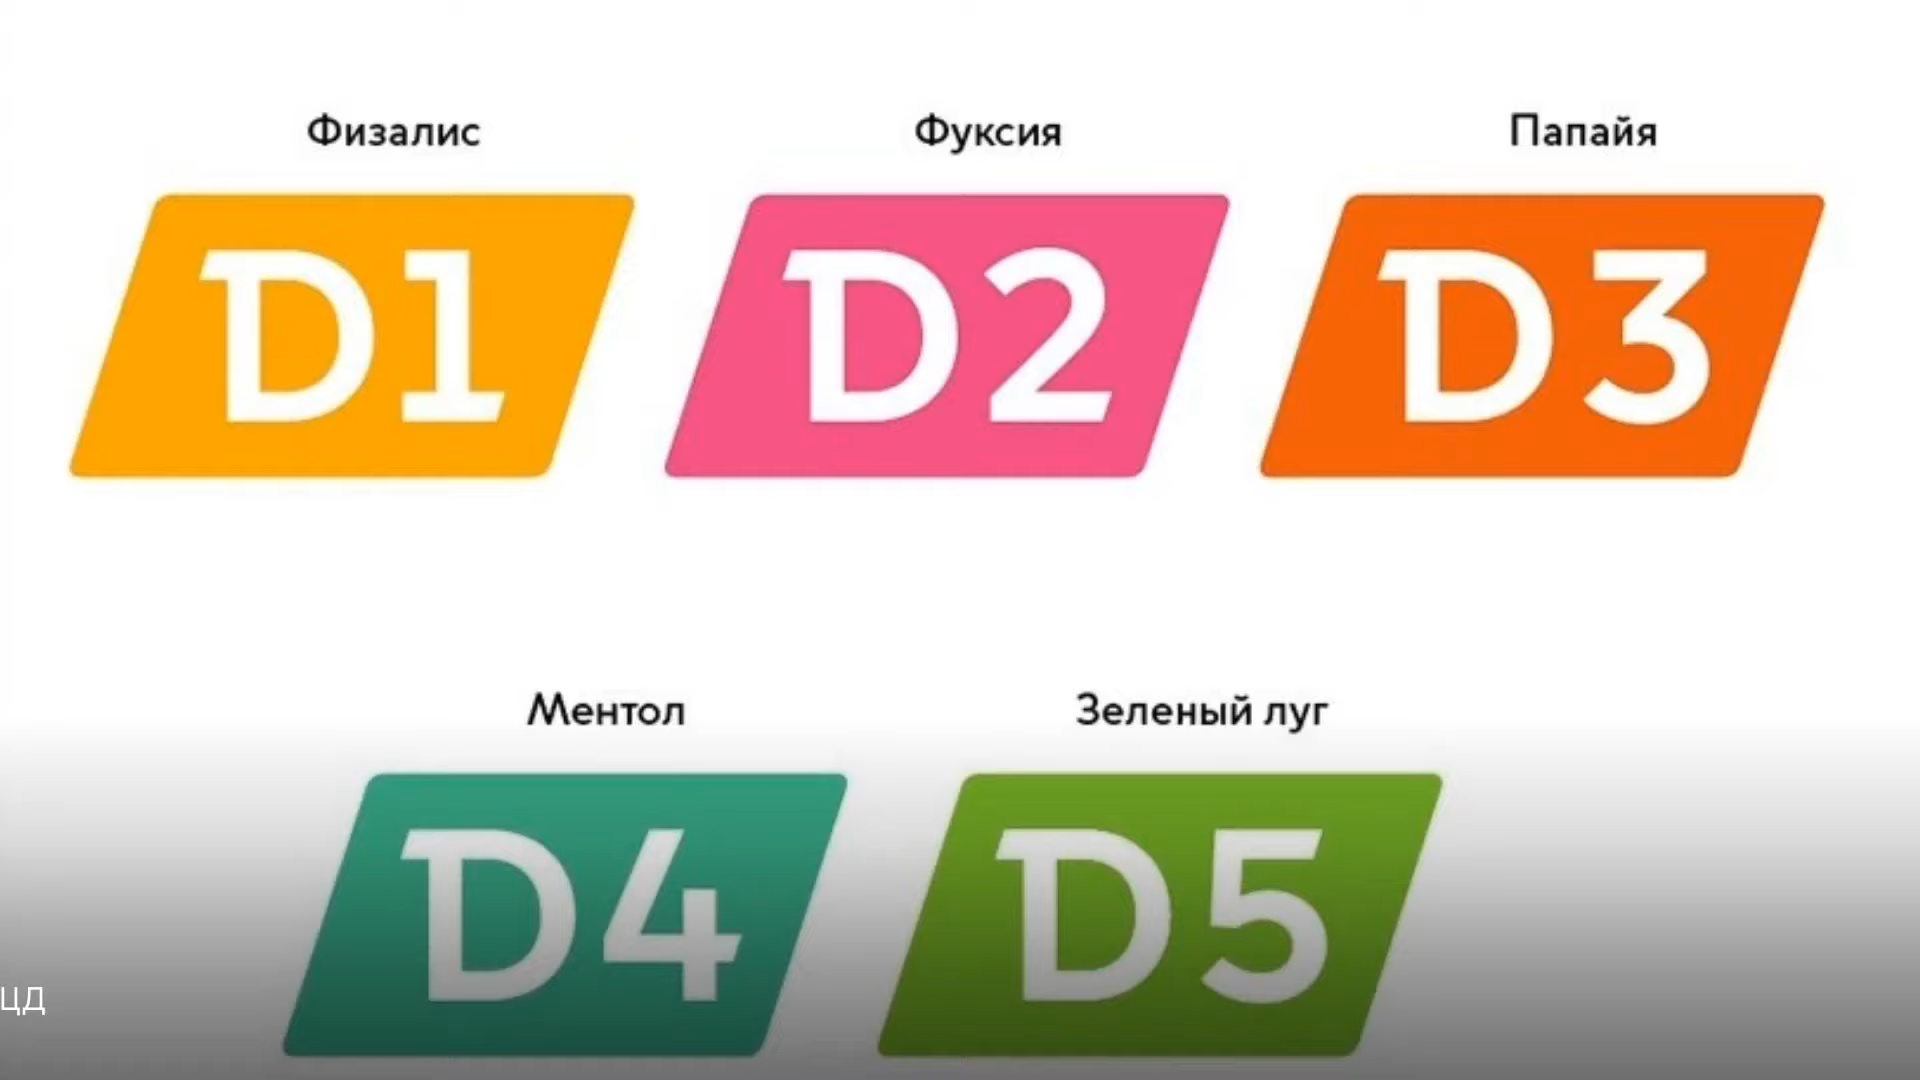 Физалис
Фуксия
Папайя
D1
D2
D3
Ментол
Зеленый луг
D4
D5
ЦД